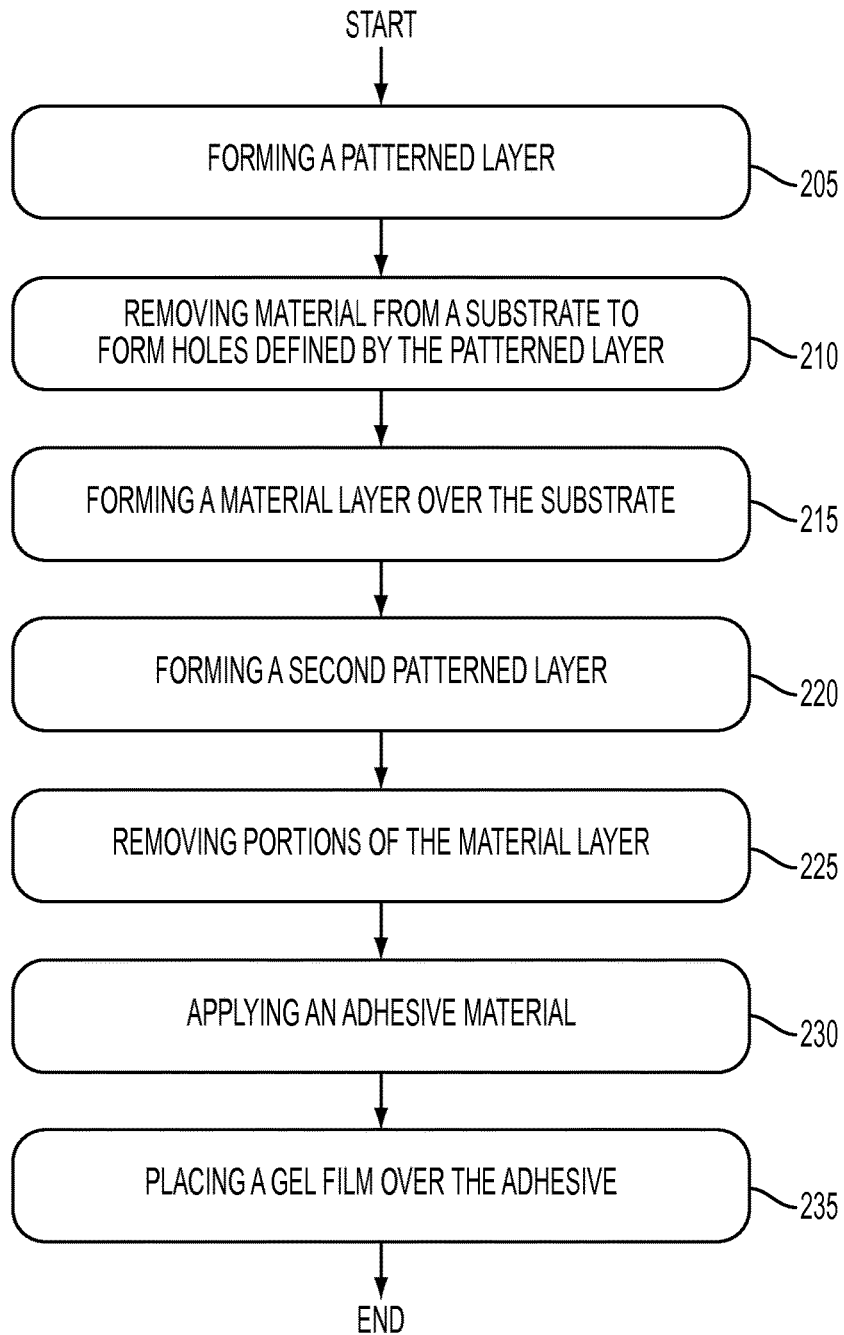 START
FORMING A PATTERNED LAYER
205
REMOVING MATERIAL FROM A SUBSTRATE TO
FORM HOLES DEFINED BY THE PATTERNED LAYER
210
FORMING A MATERIAL LAYER OVER THE SUBSTRATE
215
FORMING A SECOND PATTERNED LAYER
220
REMOVING PORTIONS OF THE MATERIAL LAYER
225
APPLYING AN ADHESIVE MATERIAL
230
PLACING A GEL FILM OVER THE ADHESIVE
235
END